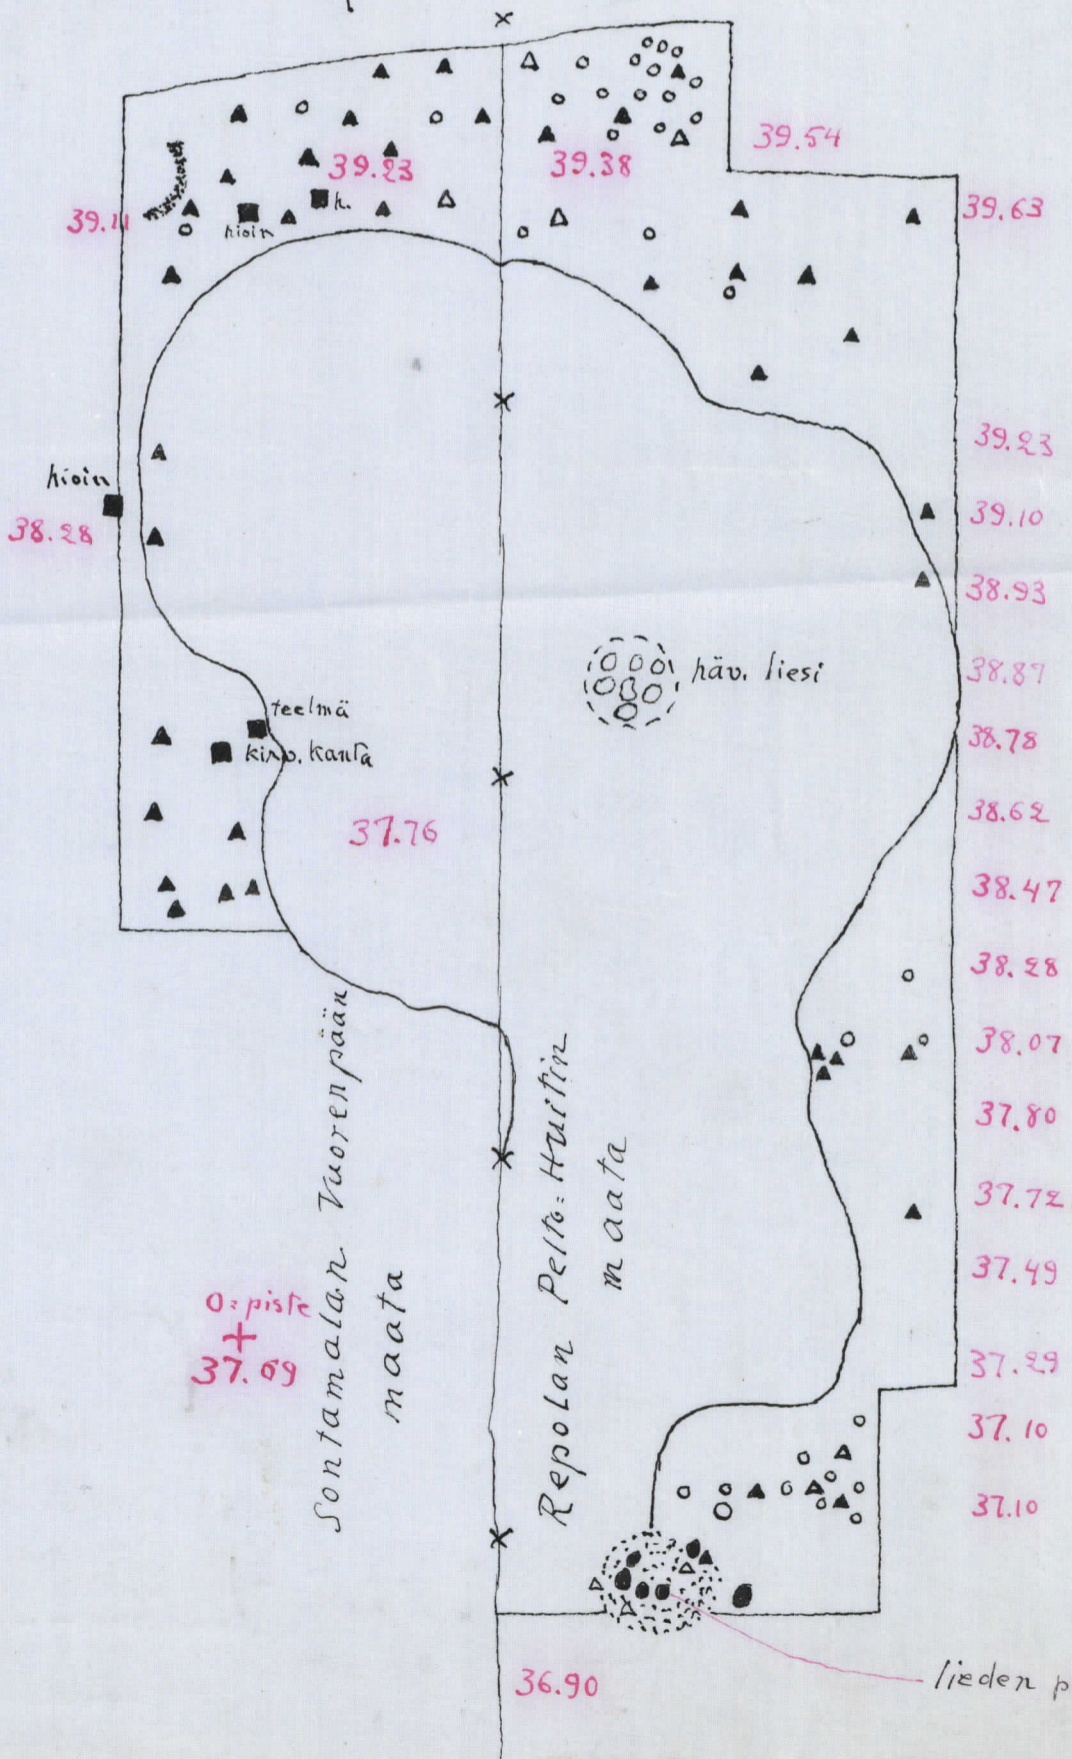 39.54
39.23
39.38
39.63
39.11
h.
hioin
39.23
hioin
38.28
39.10
38.93
häv. liesi
38.87
teelmä
kirv. kanta
38.78
37.76
38.62
38.47
38.28
38.07
37.80
37.72
37.49
Sontamalan Vuorenpään
maata
Repolan Pelto=Huitin
maata
0=piste
37.69
37.29
37.10
37.10
36.90
lieden p